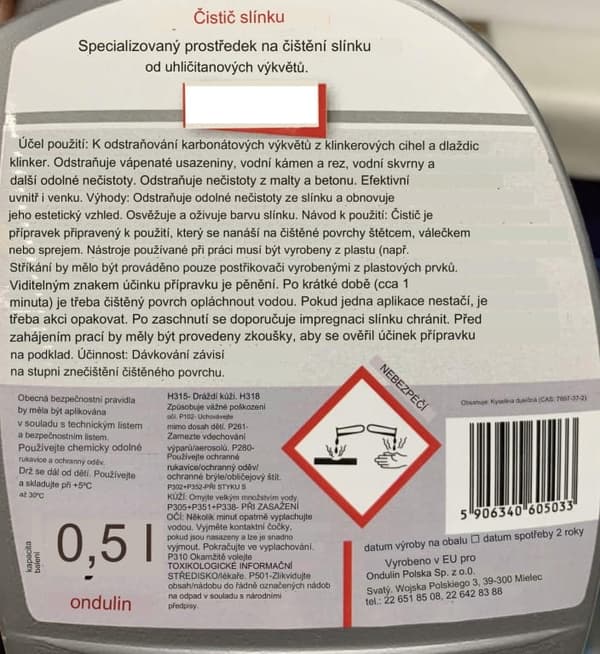 Čistič slínku
Specializovaný prostředek na čištění slínku
od uhličitanových výkvětů.
Účel použití: K odstraňování karbonátových výkvětů z klinkerových cihel a dlaždic
klinker. Odstraňuje vápenaté usazeniny, vodní kámen a rez, vodní skvrny a
další odolné nečistoty. Odstraňuje nečistoty z malty a betonu. Efektivní
uvnitř i venku. Výhody: Odstraňuje odolné nečistoty ze slínku a obnovuje
jeho estetický vzhled. Osvěžuje a oživuje barvu slínku. Návod k použití: Čistič je
přípravek připravený k použití, který se nanáší na čištěné povrchy štětcem, válečkem
nebo sprejem. Nástroje používané při práci musí být vyrobeny z plastu (např.
Stříkání by mělo být prováděno pouze postřikovači vyrobenými z plastových prvků.
Viditelným znakem účinku přípravku je pěnění. Po krátké době (cca 1
minuta) je třeba čištěný povrch opláchnout vodou. Pokud jedna aplikace nestačí, je
třeba akci opakovat. Po zaschnutí se doporučuje impregnaci slínku chránit. Před
zahájením prací by měly být provedeny zkoušky, aby se ověřil účinek přípravku
na podklad. Účinnost: Dávkování závisí
na stupni znečištění čištěného povrchu.
Obecná bezpečnostní pravidla
by měla být aplikována
v souladu s technickým listem
a bezpečnostním listem.
Používejte chemicky odolné
rukavice a ochranný oděv.
Drž se dál od dětí. Používejte
a skladujte při +5°C
až 30°C
kapacita
balení
0,5 l
ondulin
H315- Dráždí kůži. H318
Způsobuje vážné poškození
očí. P102- Uchovávejte
mimo dosah dětí. P261-
Zamezte vdechování
výparů/aerosolů. P280-
Používejte ochranné
rukavice/ochranný oděv/
ochranné brýle/obličejový štít.
P302+P352-PŘI STYKU S
KŮŽÍ: Omyjte velkým množstvím vody.
P305+P351+P338- PŘI ZASAŽENÍ
OČÍ: Několik minut opatrně vyplachujte
vodou. Vyjměte kontaktní čočky,
pokud jsou nasazeny a lze je snadno
vyjmout. Pokračujte ve vyplachování.
P310 Okamžitě volejte
TOXIKOLOGICKÉ INFORMAČNÍ
STŘEDISKO/lékaře. P501-Zlikvidujte
obsah/nádobu do řádně označených nádob
na odpad v souladu s národními
předpisy.
NEBEZPEČÍ
Obsahuje: Kyselina dusičná (CAS: 7697-37-2)
5906340605033
datum výroby na obalu ☐ datum spotřeby 2 roky
Vyrobeno v EU pro
Ondulin Polska Sp. z o.o.
Svatý. Wojska Polskiego 3, 39-300 Mielec
tel.: 22 651 85 08, 22 642 83 88